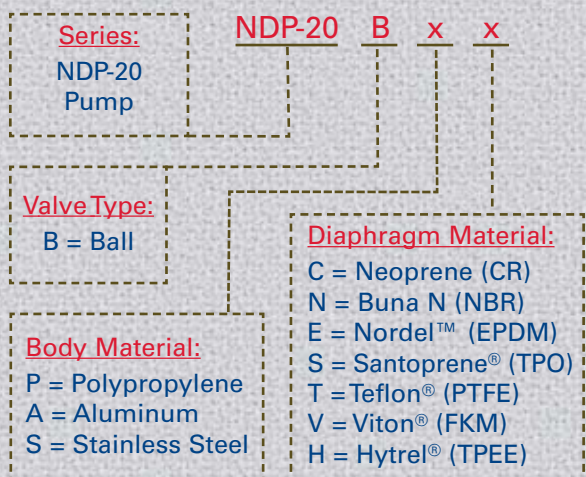 NDP-20 B x x
Series:
NDP-20
Pump
Valve Type:
B = Ball
Body Material:
P = Polypropylene
A = Aluminum
S = Stainless Steel
Diaphragm Material:
C = Neoprene (CR)
N = Buna N (NBR)
E = Nordel™ (EPDM)
S = Santoprene® (TPO)
T = Teflon® (PTFE)
V = Viton® (FKM)
H = Hytrel® (TPEE)